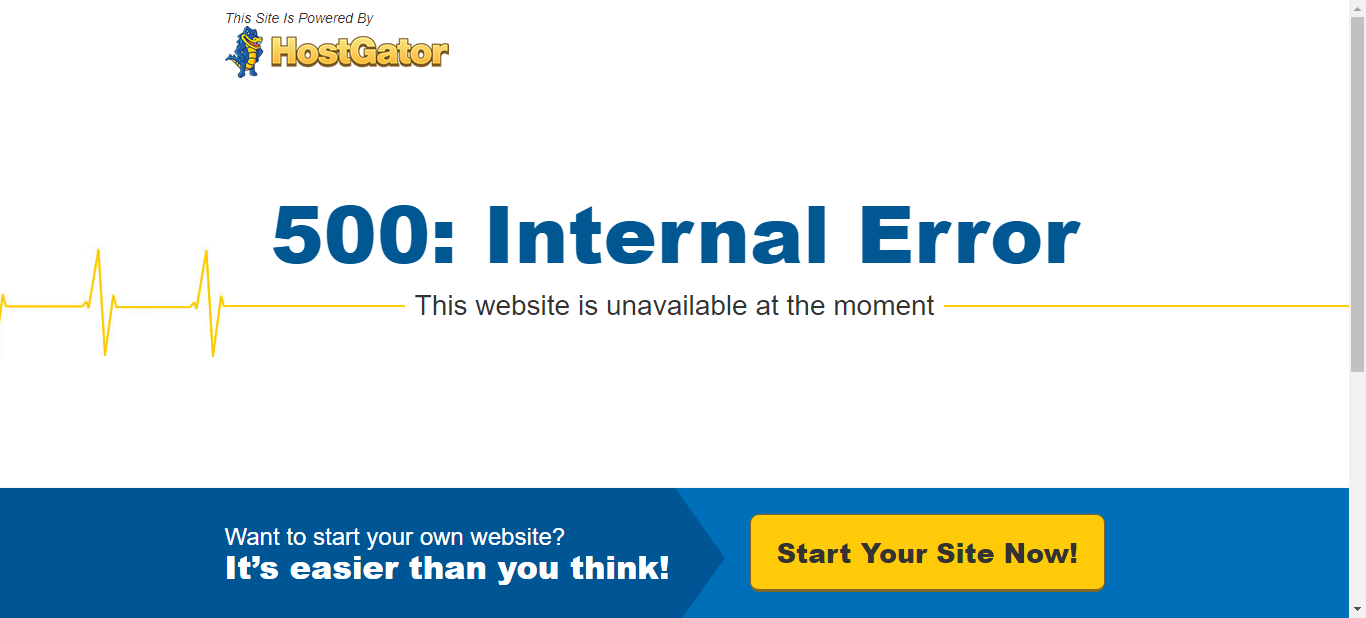 This Site Is Powered By
HostGator
500: Internal Error
This website is unavailable at the moment
Want to start your own website?
It’s easier than you think!
Start Your Site Now!